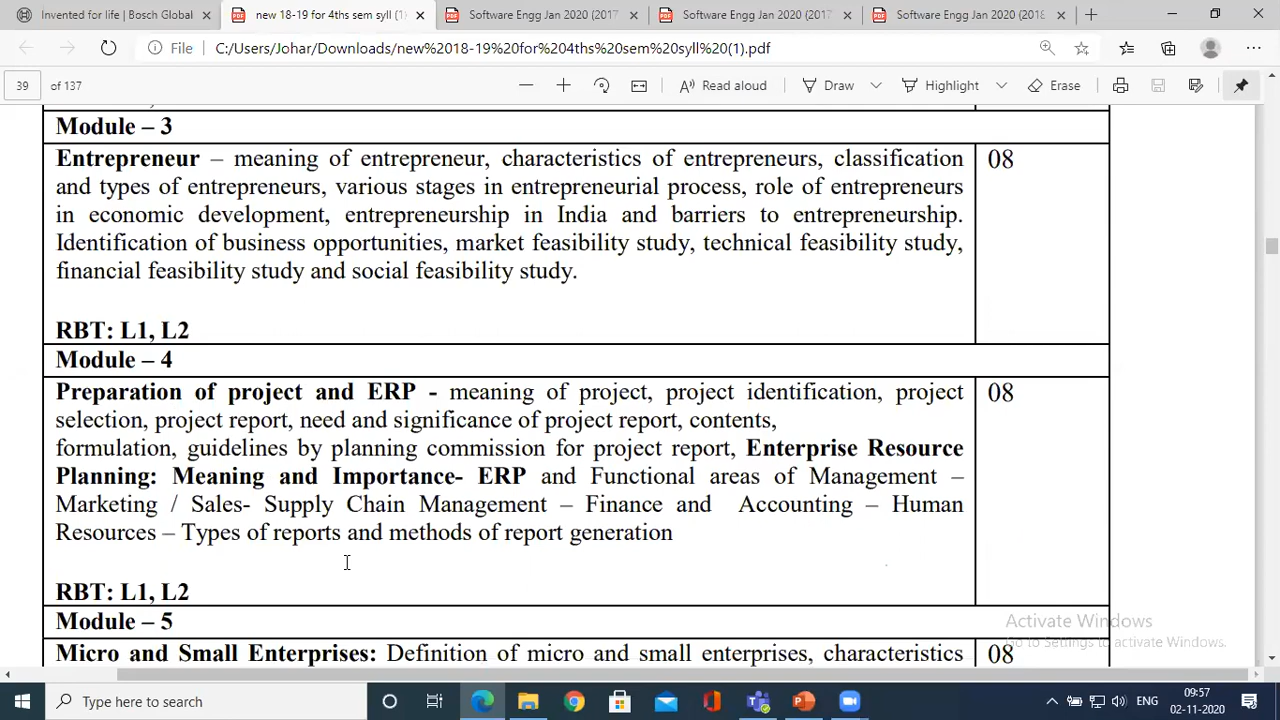 Invented for life | Bosch Global
new 18-19 for 4ths sem syll (1).p
Software Engg Jan 2020 (2017
Software Engg Jan 2020 (2017
Software Engg Jan 2020 (2018
File
C:/Users/Johar/Downloads/new%2018-19%20for%204ths%20sem%20syll%20(1).pdf
39 of 137
Read aloud
Draw
Highlight
Erase
Module – 3
Entrepreneur – meaning of entrepreneur, characteristics of entrepreneurs, classification
and types of entrepreneurs, various stages in entrepreneurial process, role of entrepreneurs
in economic development, entrepreneurship in India and barriers to entrepreneurship.
Identification of business opportunities, market feasibility study, technical feasibility study,
financial feasibility study and social feasibility study.
RBT: L1, L2
08
Module – 4
Preparation of project and ERP - meaning of project, project identification, project
selection, project report, need and significance of project report, contents,
formulation, guidelines by planning commission for project report, Enterprise Resource
Planning: Meaning and Importance- ERP and Functional areas of Management –
Marketing / Sales- Supply Chain Management – Finance and Accounting – Human
Resources – Types of reports and methods of report generation
RBT: L1, L2
08
Module – 5
Micro and Small Enterprises: Definition of micro and small enterprises, characteristics
08
Activate Windows
Go to Settings to activate Windows.
Type here to search
ENG
09:57
02-11-2020